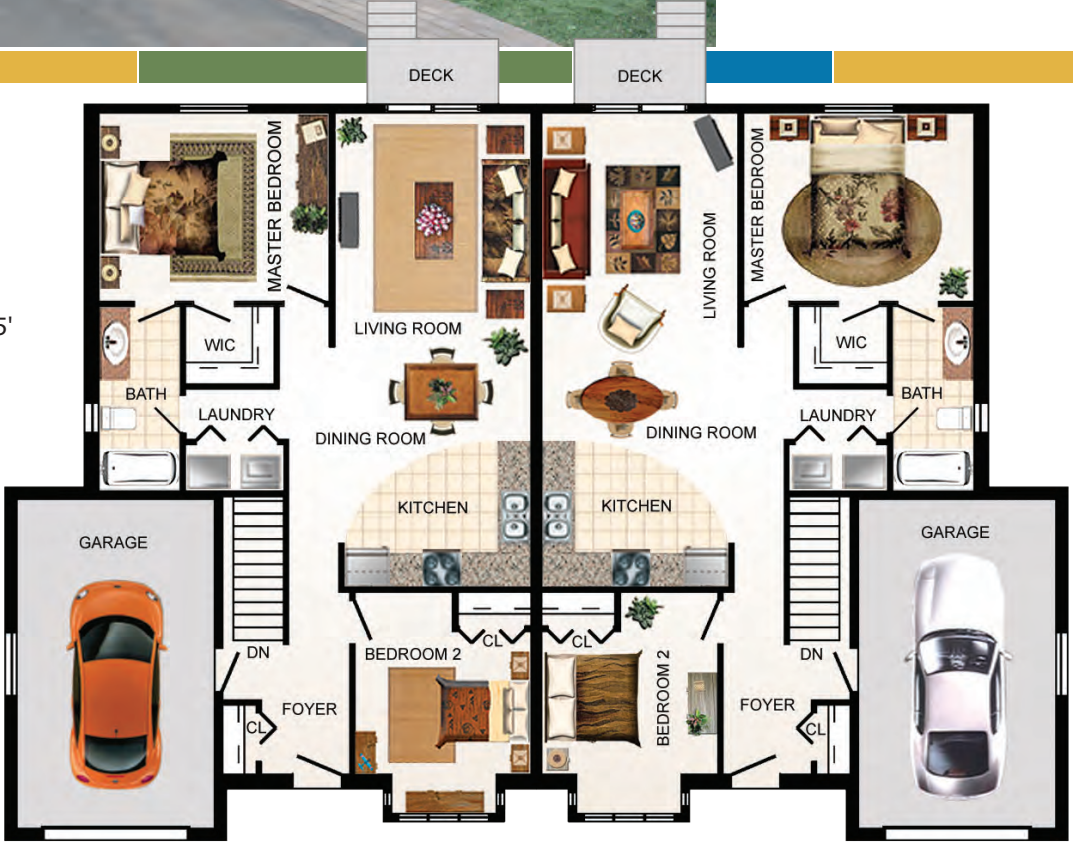 DECK
DECK
MASTER BEDROOM
LIVING ROOM
MASTER BEDROOM
LIVING ROOM
5'
WIC
WIC
BATH
BATH
LAUNDRY
LAUNDRY
DINING ROOM
DINING ROOM
KITCHEN
KITCHEN
GARAGE
GARAGE
CL
CL
DN
BEDROOM 2
BEDROOM 2
DN
FOYER
FOYER
CL
CL